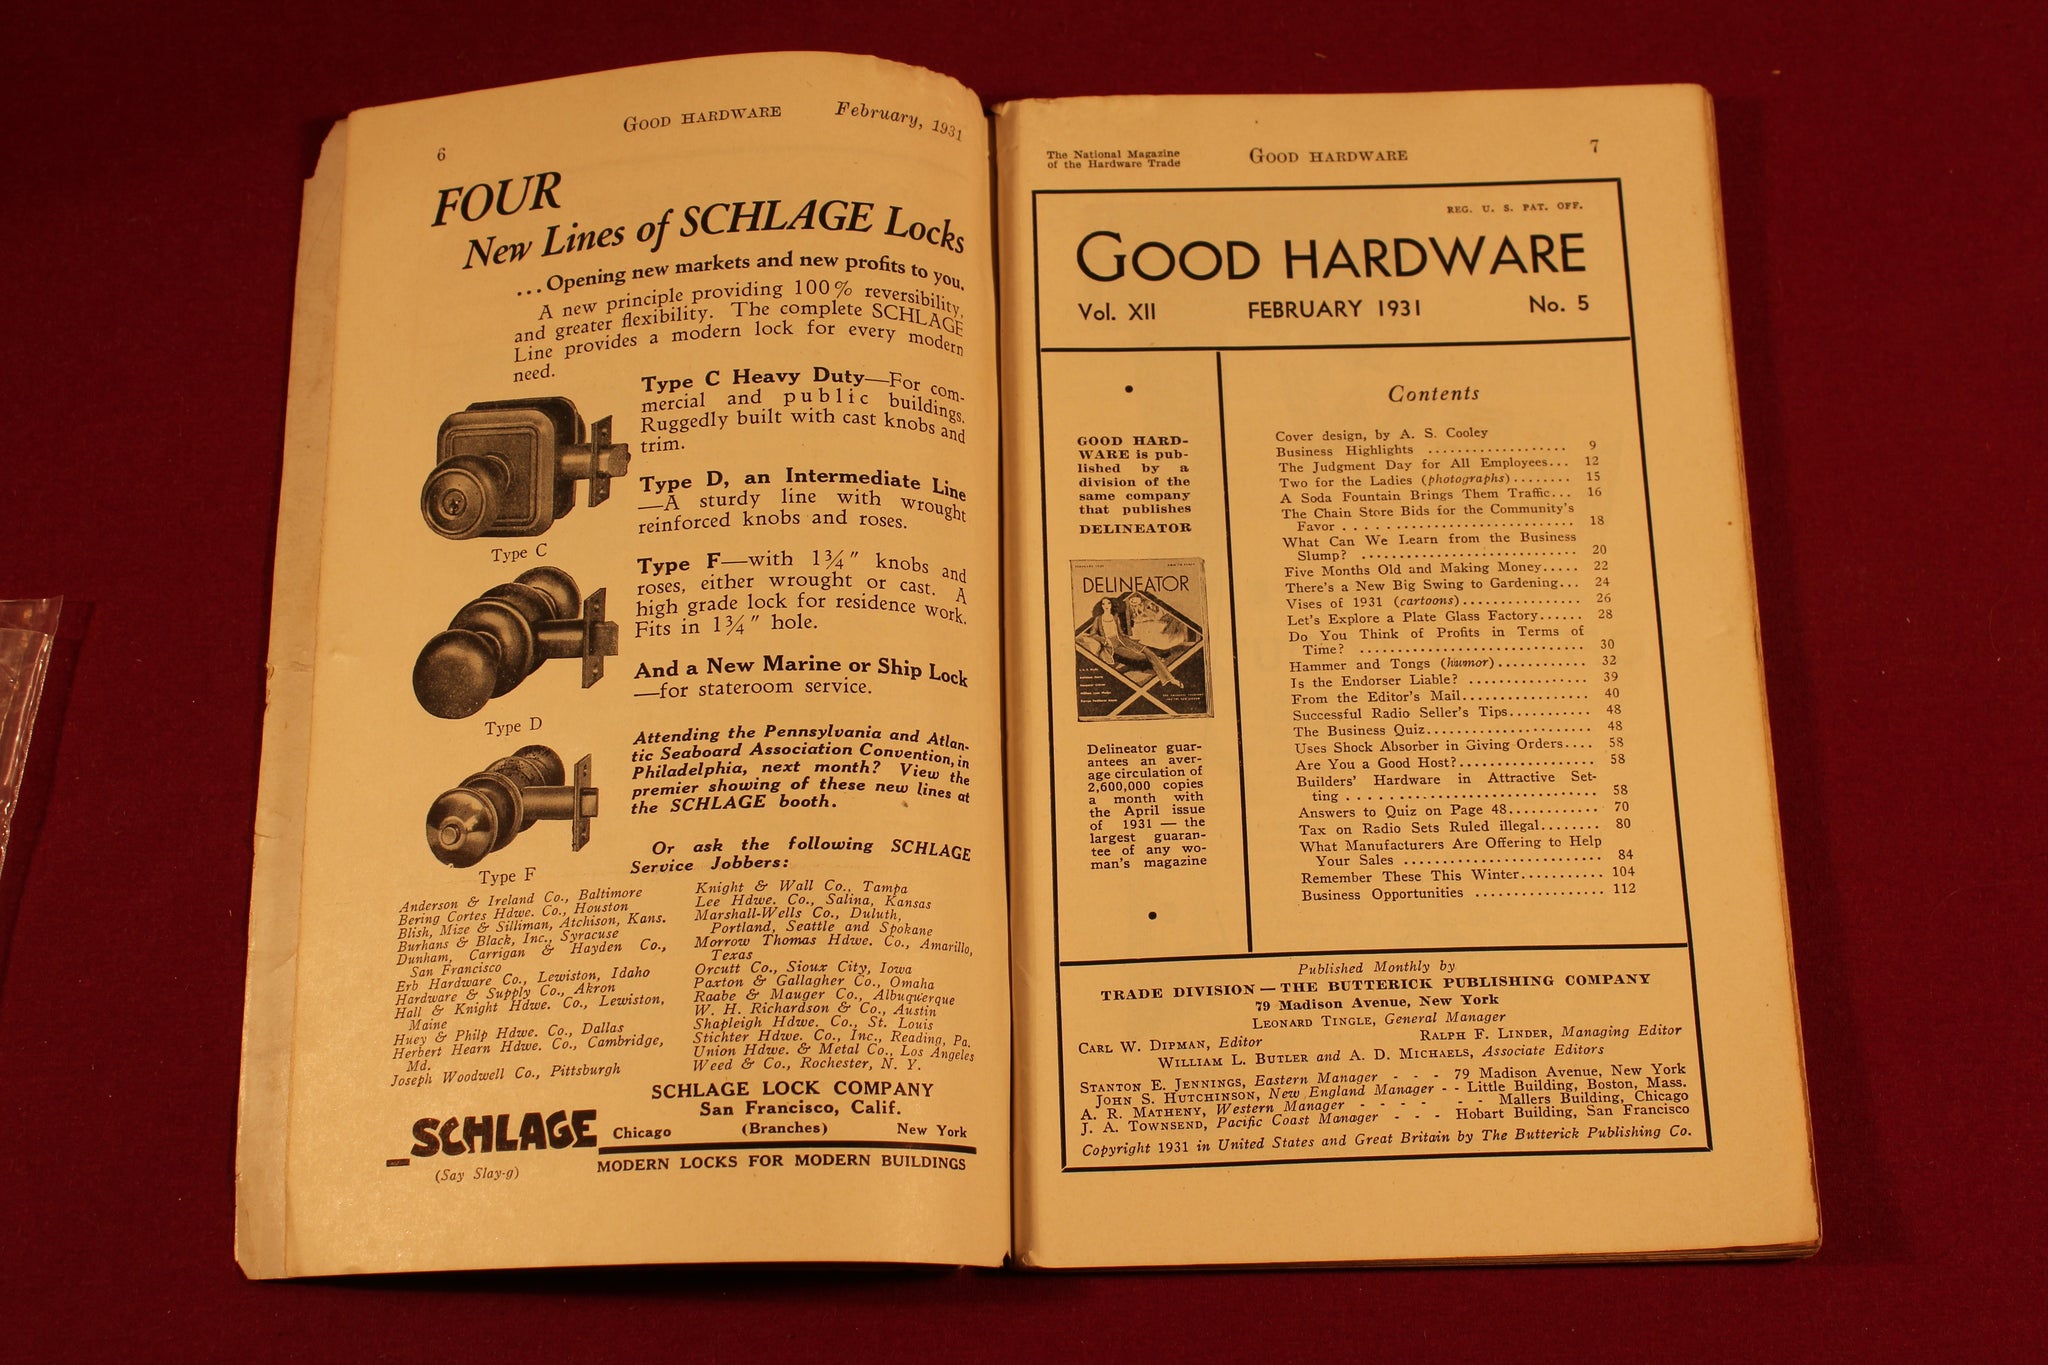 6
GOOD HARDWARE
February, 1931
FOUR
New Lines of SCHLAGE Locks
...Opening new markets and new profits to you.
A new principle providing 100% reversibility,
and greater flexibility. The complete SCHLAGE
Line provides a modern lock for every modern
need.
Type C Heavy Duty—For com-
mercial and public buildings.
Ruggedly built with cast knobs and
trim.
Type C
Type D, an Intermediate Line
—A sturdy line with wrought
reinforced knobs and roses.
Type F—with 1¾" knobs and
roses, either wrought or cast. A
high grade lock for residence work.
Fits in 1¾" hole.
Type D
And a New Marine or Ship Lock
—for stateroom service.
Attending the Pennsylvania and Atlan-
tic Seaboard Association Convention, in
Philadelphia, next month? View the
premier showing of these new lines at
the SCHLAGE booth.
Type F
Or ask the following SCHLAGE
Service Jobbers:
Anderson & Ireland Co., Baltimore
Bering Cortes Hdwe. Co., Houston
Blish, Mize & Silliman, Atchison, Kans.
Burhans & Black, Inc., Syracuse
Dunham, Carrigan & Hayden Co.,
San Francisco
Erb Hardware Co., Lewiston, Idaho
Hardware & Supply Co., Akron
Hall & Knight Hdwe. Co., Lewiston,
Maine
Huey & Philp Hdwe. Co., Dallas
Herbert Hearn Hdwe. Co., Cambridge,
Md.
Joseph Woodwell Co., Pittsburgh
Knight & Wall Co., Tampa
Lee Hdwe. Co., Salina, Kansas
Marshall-Wells Co., Duluth,
Portland, Seattle and Spokane
Morrow Thomas Hdwe. Co., Amarillo,
Texas
Orcutt Co., Sioux City, Iowa
Paxton & Gallagher Co., Omaha
Raabe & Mauger Co., Albuquerque
W. H. Richardson & Co., Austin
Shapleigh Hdwe. Co., St. Louis
Stichter Hdwe. Co., Inc., Reading, Pa.
Union Hdwe. & Metal Co., Los Angeles
Weed & Co., Rochester, N. Y.
SCHLAGE LOCK COMPANY
San Francisco, Calif.
Chicago (Branches) New York
SCHLAGE
(Say Slay-g)
MODERN LOCKS FOR MODERN BUILDINGS
The National Magazine
of the Hardware Trade
GOOD HARDWARE
7
REG. U. S. PAT. OFF.
GOOD HARDWARE
Vol. XII FEBRUARY 1931 No. 5
GOOD HARD-
WARE is pub-
lished by a
division of the
same company
that publishes
DELINEATOR
DELINEATOR
Delineator guar-
antees an aver-
age circulation of
2,600,000 copies
a month with
the April issue
of 1931 — the
largest guaran-
tee of any wo-
man's magazine
Contents
Cover design, by A. S. Cooley
Business Highlights .................. 9
The Judgment Day for All Employees... 12
Two for the Ladies (photographs)........ 15
A Soda Fountain Brings Them Traffic... 16
The Chain Store Bids for the Community's
Favor .............................. 18
What Can We Learn from the Business
Slump? ............................ 20
Five Months Old and Making Money..... 22
There's a New Big Swing to Gardening... 24
Vises of 1931 (cartoons)................ 26
Let's Explore a Plate Glass Factory...... 28
Do You Think of Profits in Terms of
Time? ............................. 30
Hammer and Tongs (humor)............ 32
Is the Endorser Liable? ................ 39
From the Editor's Mail................. 40
Successful Radio Seller's Tips........... 48
The Business Quiz...................... 48
Uses Shock Absorber in Giving Orders.... 58
Are You a Good Host?.................. 58
Builders' Hardware in Attractive Set-
ting ............................... 58
Answers to Quiz on Page 48............ 70
Tax on Radio Sets Ruled illegal........ 80
What Manufacturers Are Offering to Help
Your Sales ......................... 84
Remember These This Winter........... 104
Business Opportunities ................. 112
Published Monthly by
TRADE DIVISION — THE BUTTERICK PUBLISHING COMPANY
79 Madison Avenue, New York
LEONARD TINGLE, General Manager
CARL W. DIPMAN, Editor RALPH F. LINDER, Managing Editor
WILLIAM L. BUTLER and A. D. MICHAELS, Associate Editors
STANTON E. JENNINGS, Eastern Manager - - - 79 Madison Avenue, New York
JOHN S. HUTCHINSON, New England Manager - - Little Building, Boston, Mass.
A. R. MATHENY, Western Manager - - - - - Mallers Building, Chicago
J. A. TOWNSEND, Pacific Coast Manager - - - Hobart Building, San Francisco
Copyright 1931 in United States and Great Britain by The Butterick Publishing Co.